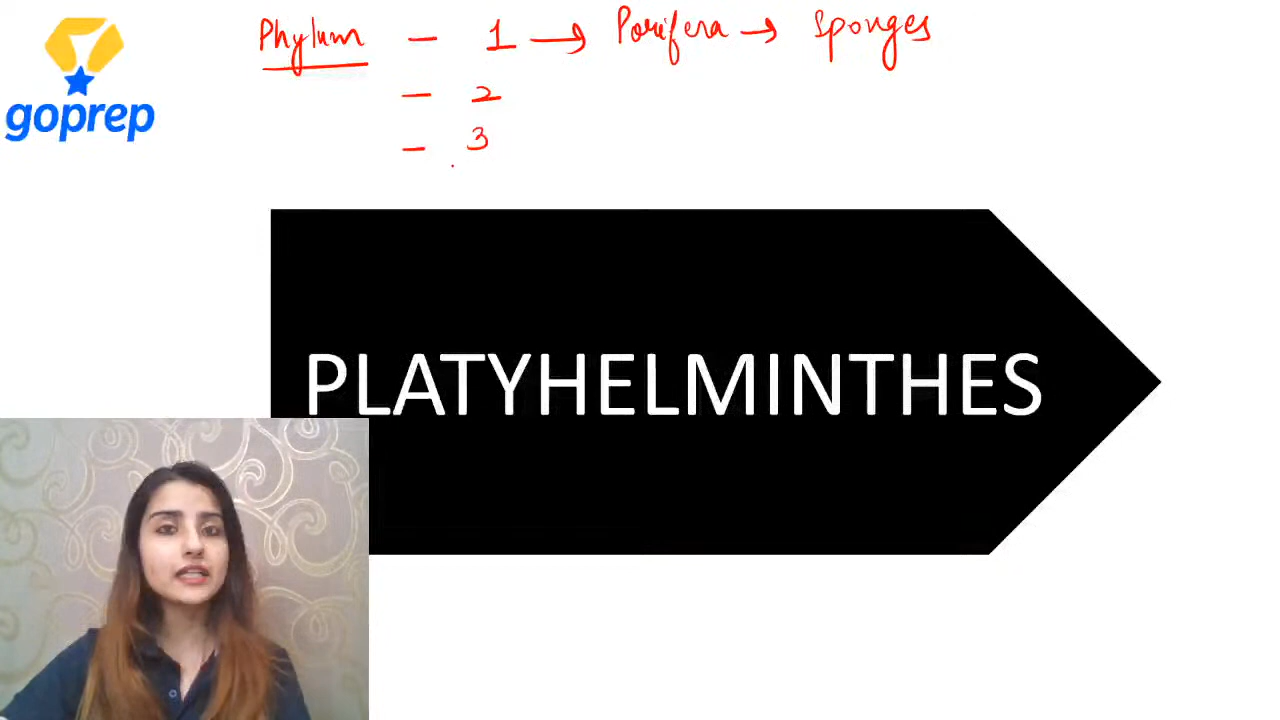 Phylum - 1 → Porifera → Sponges
- 2
- 3
goprep
PLATYHELMINTHES